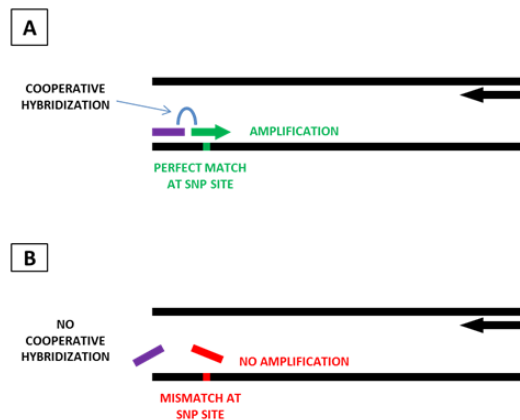 A
COOPERATIVE
HYBRIDIZATION
AMPLIFICATION
PERFECT MATCH
AT SNP SITE
B
NO
COOPERATIVE
HYBRIDIZATION
NO AMPLIFICATION
MISMATCH AT
SNP SITE